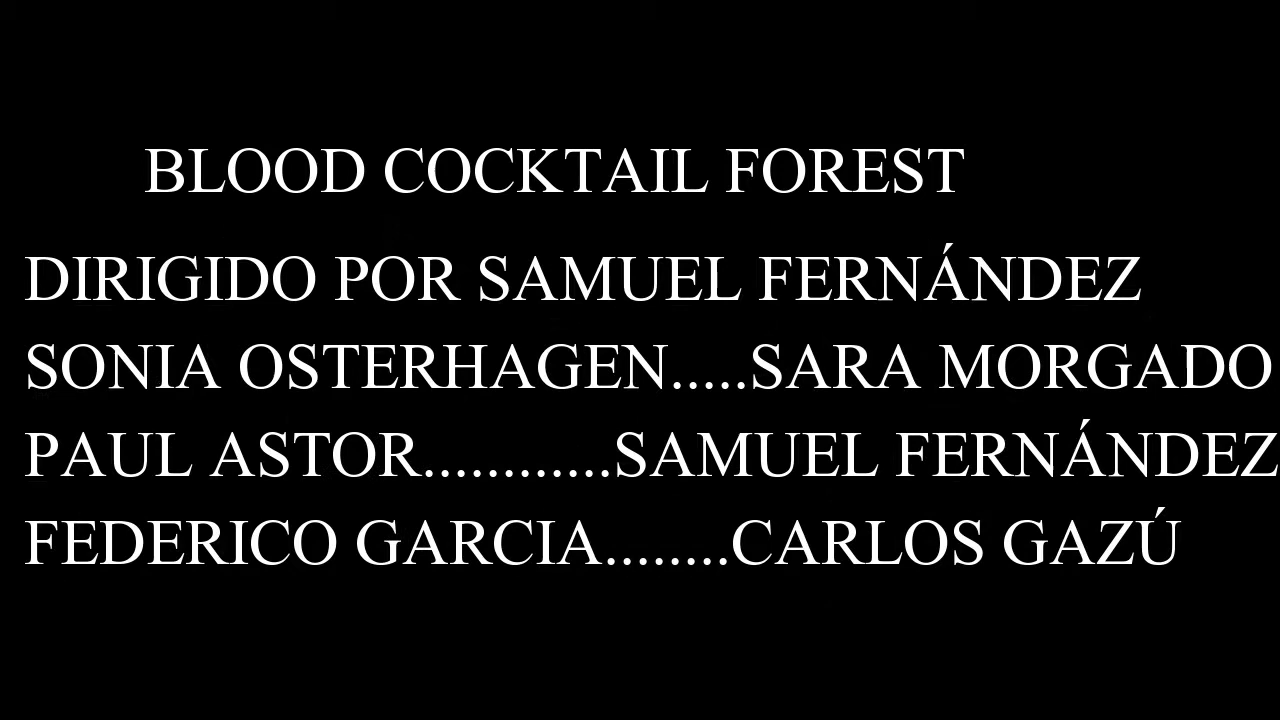 BLOOD COCKTAIL FOREST
DIRIGIDO POR SAMUEL FERNÁNDEZ
SONIA OSTERHAGEN.....SARA MORGADO
PAUL ASTOR............SAMUEL FERNÁNDEZ
FEDERICO GARCIA........CARLOS GAZÚ